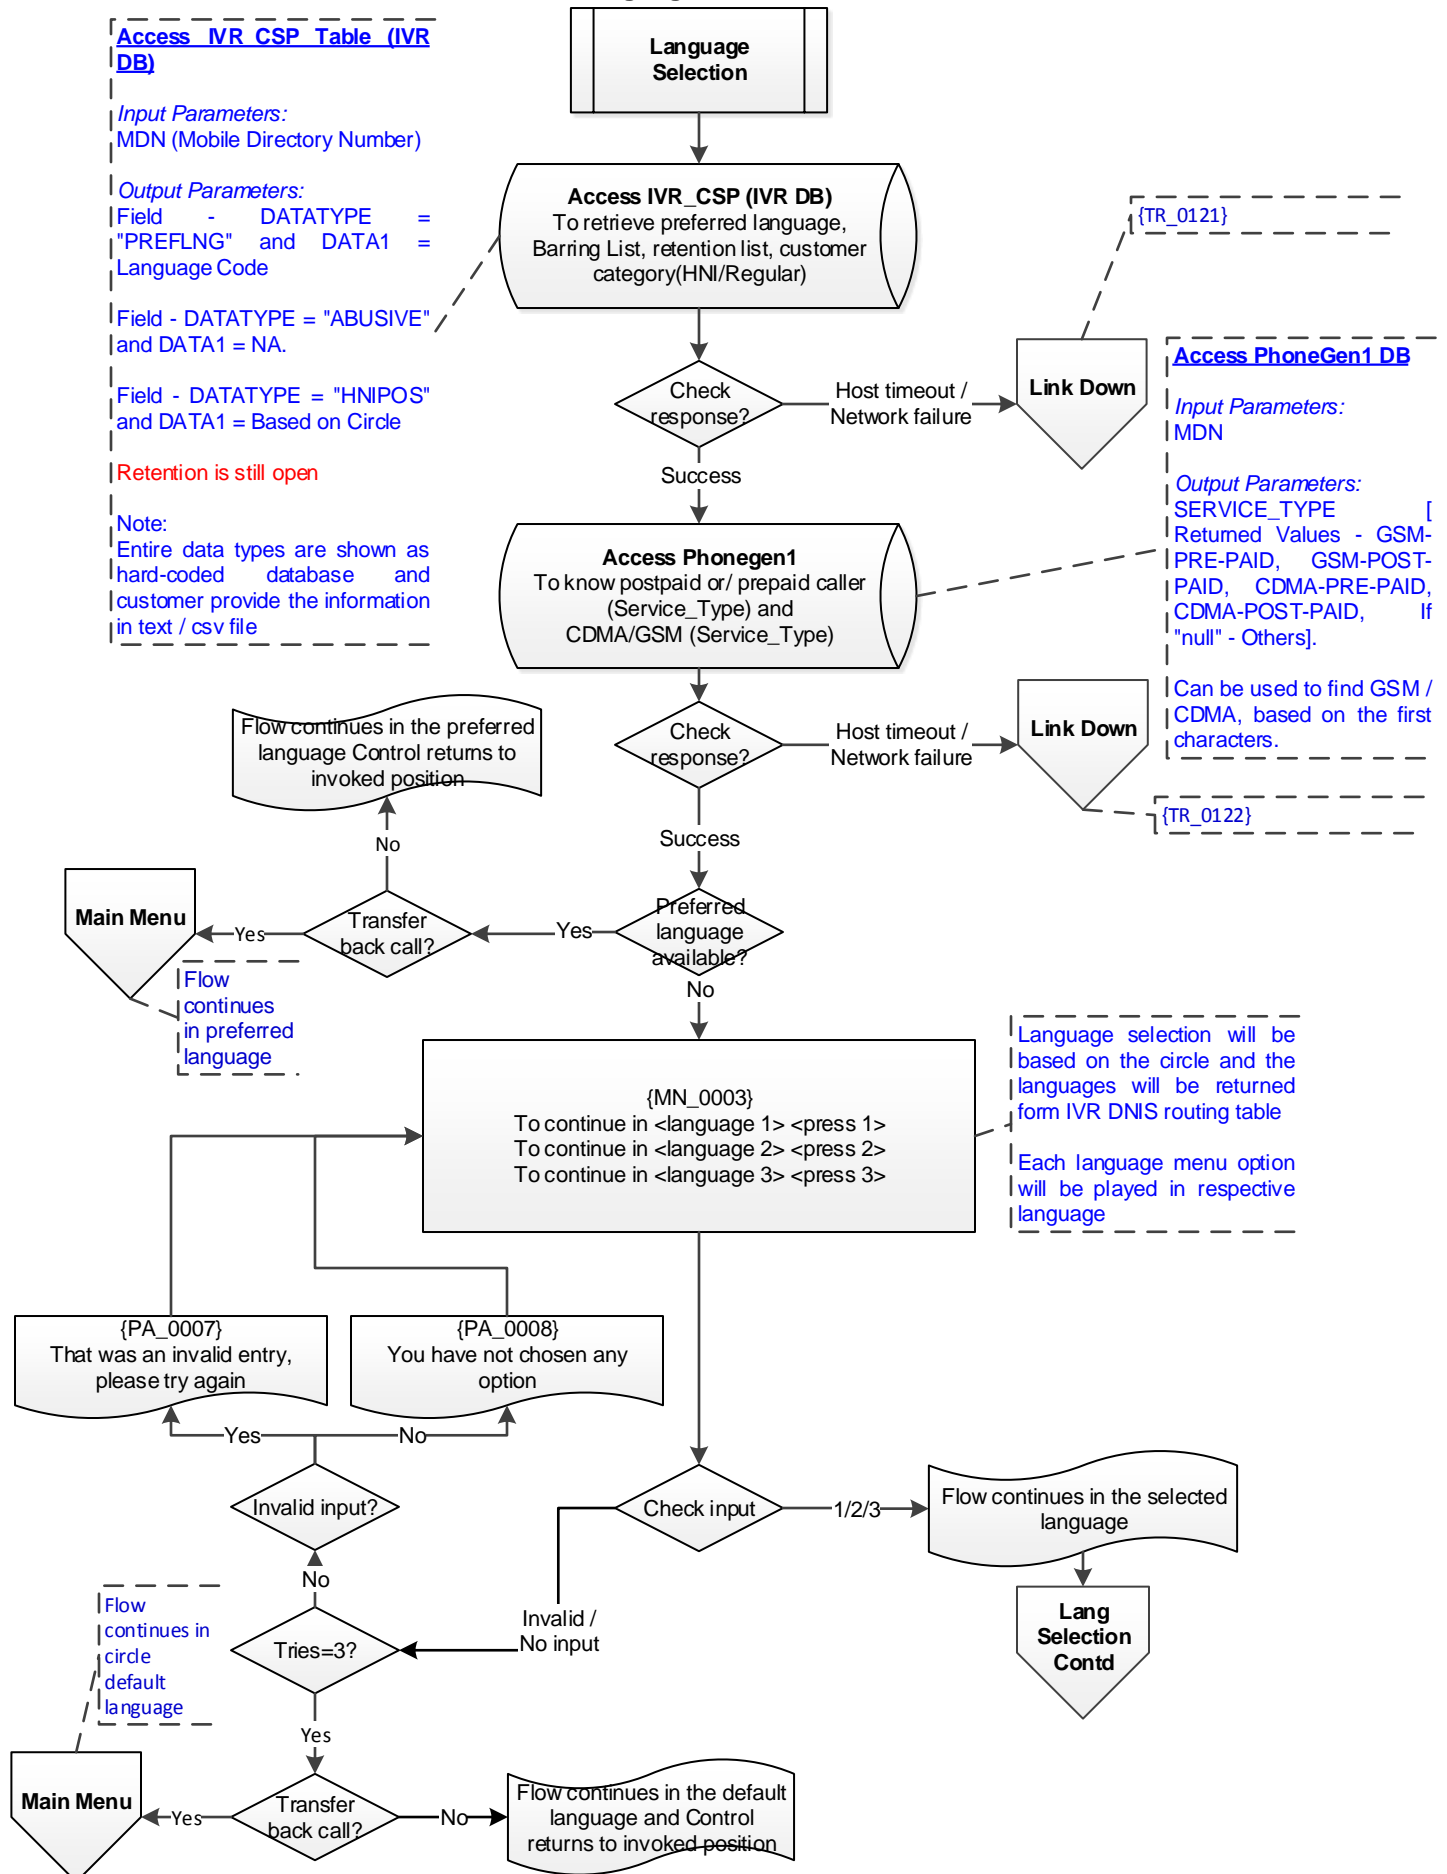 Access IVR_CSP Table (IVR
DB)
Input Parameters:
MDN (Mobile Directory Number)
Output Parameters:
Field - DATATYPE =
"PREFLNG" and DATA1 =
Language Code
Field - DATATYPE = "ABUSIVE"
and DATA1 = NA.
Field - DATATYPE = "HNIPOS"
and DATA1 = Based on Circle
Retention is still open
Note:
Entire data types are shown as
hard-coded database and
customer provide the information
in text / csv file
Language
Selection
Access IVR_CSP (IVR DB)
To retrieve preferred language,
Barring List, retention list, customer
category(HNI/Regular)
{TR_0121}
Check
response?
Host timeout /
Network failure
Link Down
Success
Access PhoneGen1 DB
Input Parameters:
MDN
Output Parameters:
SERVICE_TYPE [
Returned Values - GSM-
PRE-PAID, GSM-POST-
PAID, CDMA-PRE-PAID,
CDMA-POST-PAID, If
"null" - Others].
Can be used to find GSM /
CDMA, based on the first
characters.
Access Phonegen1
To know postpaid or/ prepaid caller
(Service_Type) and
CDMA/GSM (Service_Type)
Check
response?
Host timeout /
Network failure
Link Down
{TR_0122}
Success
Flow continues in the preferred
language Control returns to
invoked position
No
Main Menu
Yes
Transfer
back call?
Yes
Preferred
language
available?
No
Flow
continues
in preferred
language
{MN_0003}
To continue in <language 1> <press 1>
To continue in <language 2> <press 2>
To continue in <language 3> <press 3>
Language selection will be
based on the circle and the
languages will be returned
form IVR DNIS routing table
Each language menu option
will be played in respective
language
{PA_0007}
That was an invalid entry,
please try again
{PA_0008}
You have not chosen any
option
Yes
No
Invalid input?
Check input
1/2/3
Flow continues in the selected
language
No
Invalid /
No input
Lang
Selection
Contd
Tries=3?
Flow
continues in
circle
default
language
Yes
Main Menu
Yes
Transfer
back call?
No
Flow continues in the default
language and Control
returns to invoked position